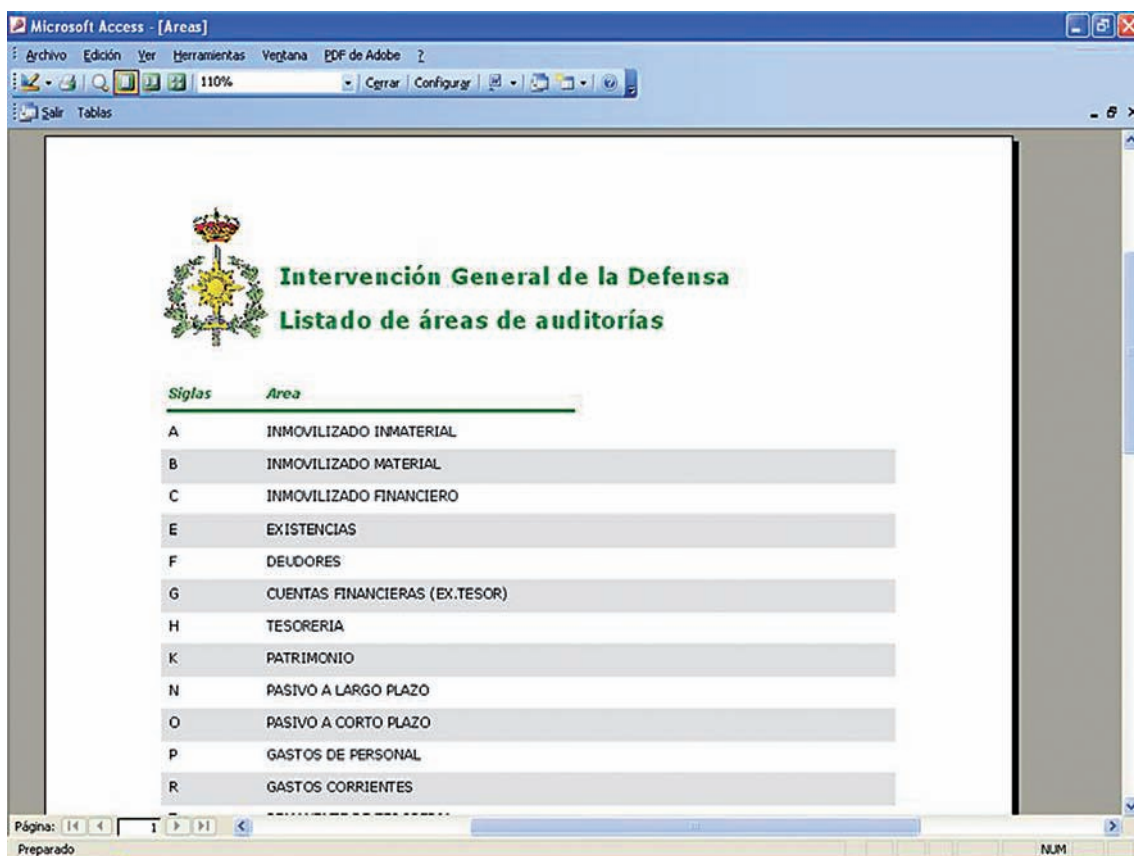 Microsoft Access - [Areas]
Archivo Edición Ver Herramientas Ventana PDF de Adobe ?
110% Cerrar Configurar
Salir Tablas
Intervención General de la Defensa
Listado de áreas de auditorías
Siglas Area
A INMOVILIZADO INMATERIAL
B INMOVILIZADO MATERIAL
C INMOVILIZADO FINANCIERO
E EXISTENCIAS
F DEUDORES
G CUENTAS FINANCIERAS (EX.TESOR)
H TESORERIA
K PATRIMONIO
N PASIVO A LARGO PLAZO
O PASIVO A CORTO PLAZO
P GASTOS DE PERSONAL
R GASTOS CORRIENTES
Página: 1
Preparado NUM